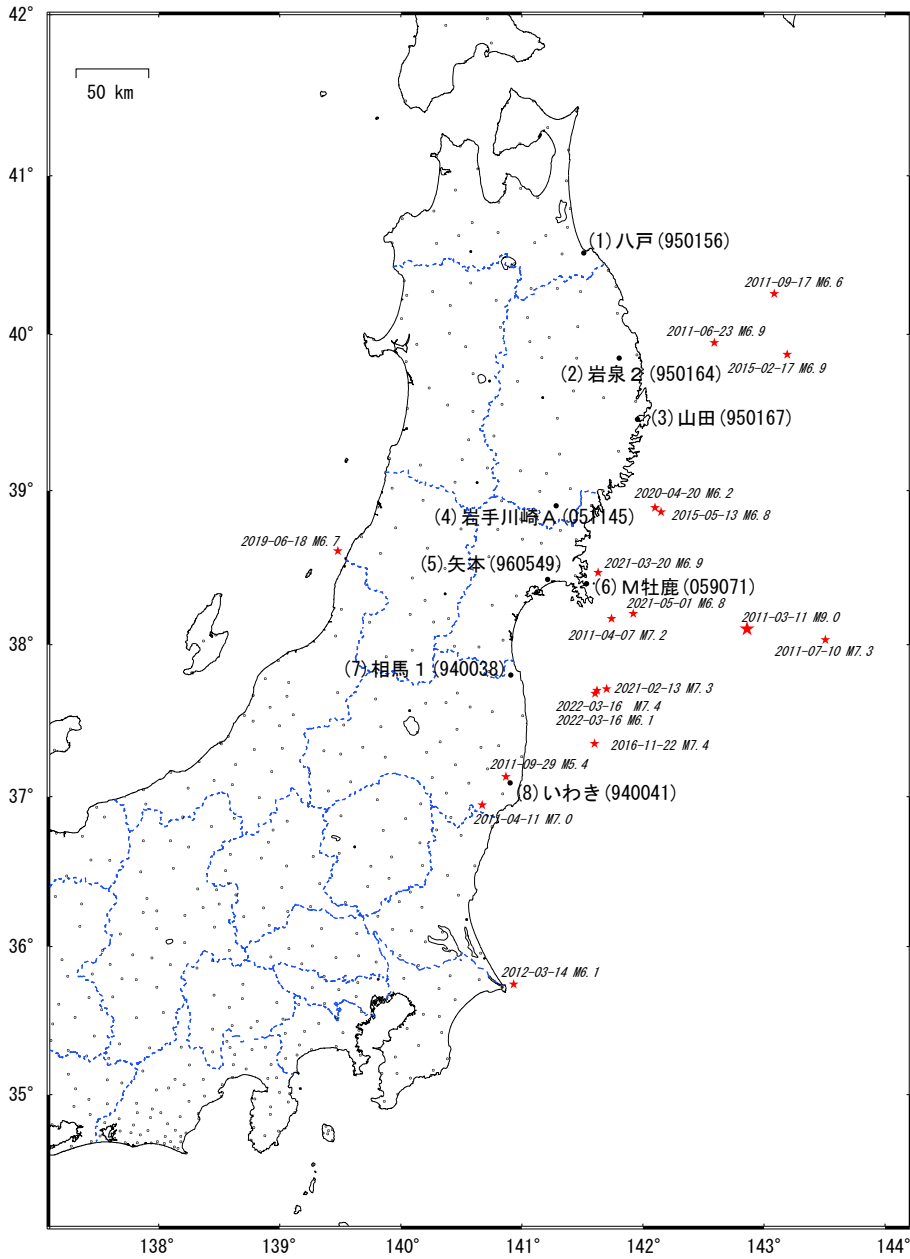 42°
50 km
41°
(1)八戸(950156)
2011-09-17 M6.6
40°
2011-06-23 M6.9
2015-02-17 M6.9
(2)岩泉２(950164)
(3)山田(950167)
39°
2020-04-20 M6.2
2015-05-13 M6.8
(4)岩手川崎Ａ(051145)
2019-06-18 M6.7
(5)矢本(960549)
2021-03-20 M6.9
(6)Ｍ牡鹿(059071)
2021-05-01 M6.8
2011-03-11 M9.0
2011-04-07 M7.2
2011-07-10 M7.3
38°
(7)相馬１(940038)
2021-02-13 M7.3
2022-03-16 M7.4
2022-03-16 M6.1
2016-11-22 M7.4
2011-09-29 M5.4
37°
(8)いわき(940041)
2011-04-11 M7.0
36°
2012-03-14 M6.1
35°
138° 139° 140° 141° 142° 143° 144°